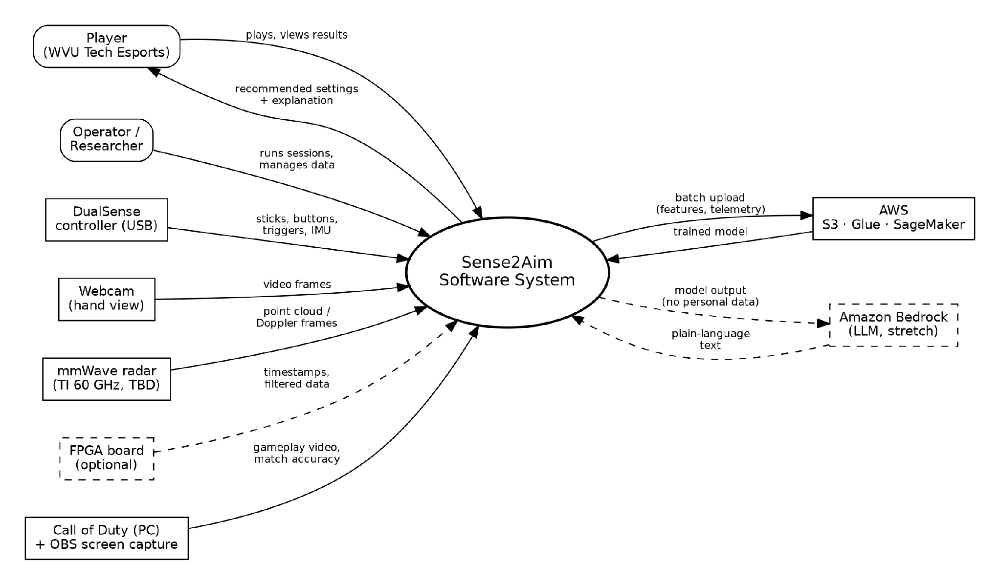 Player
(WVU Tech Esports)
plays, views results
recommended settings
+ explanation
Operator /
Researcher
runs sessions,
manages data
DualSense
controller (USB)
sticks, buttons,
triggers, IMU
Webcam
(hand view)
video frames
point cloud /
Doppler frames
mmWave radar
(TI 60 GHz, TBD)
timestamps,
filtered data
FPGA board
(optional)
gameplay video,
match accuracy
Call of Duty (PC)
+ OBS screen capture
Sense2Aim
Software System
batch upload
(features, telemetry)
trained model
AWS
S3 · Glue · SageMaker
model output
(no personal data)
plain-language
text
Amazon Bedrock
(LLM, stretch)